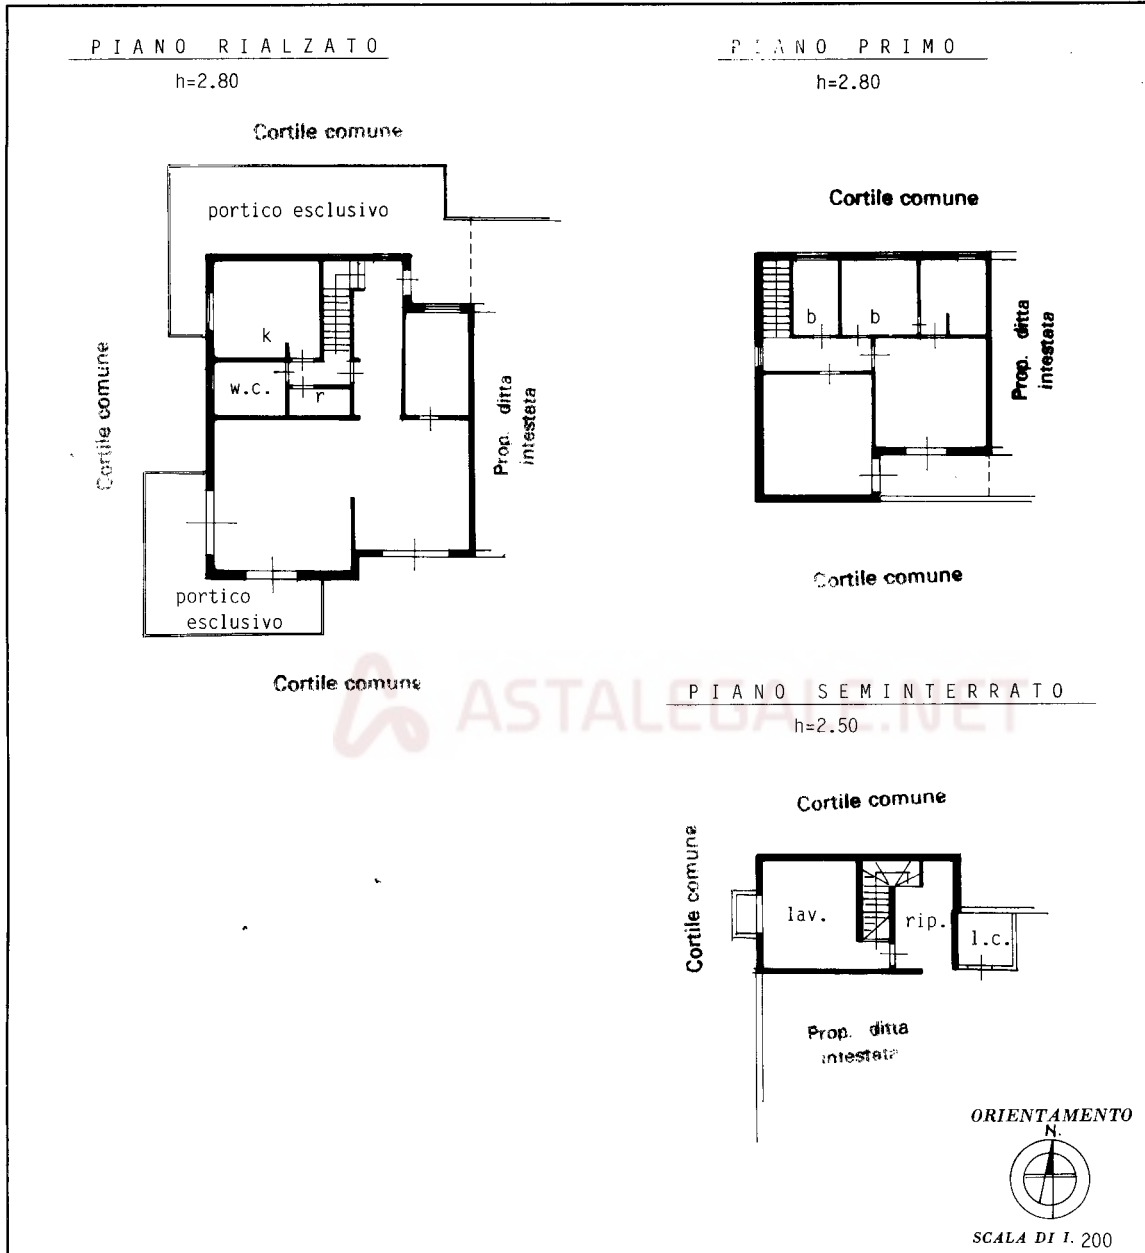 PIANO RIALZATO
h=2.80
Cortile comune
portico esclusivo
k
w.c.
r
Cortile comune
Prop. ditta
intestata
portico
esclusivo
Cortile comune
PIANO PRIMO
h=2.80
Cortile comune
b
b
Prop. ditta
intestata
Cortile comune
ASTALEGALE.NET
PIANO SEMINTERRATO
h=2.50
Cortile comune
Cortile comune
lav.
rip.
l.c.
Prop. ditta
intestata
ORIENTAMENTO
N.
SCALA DI 1. 200